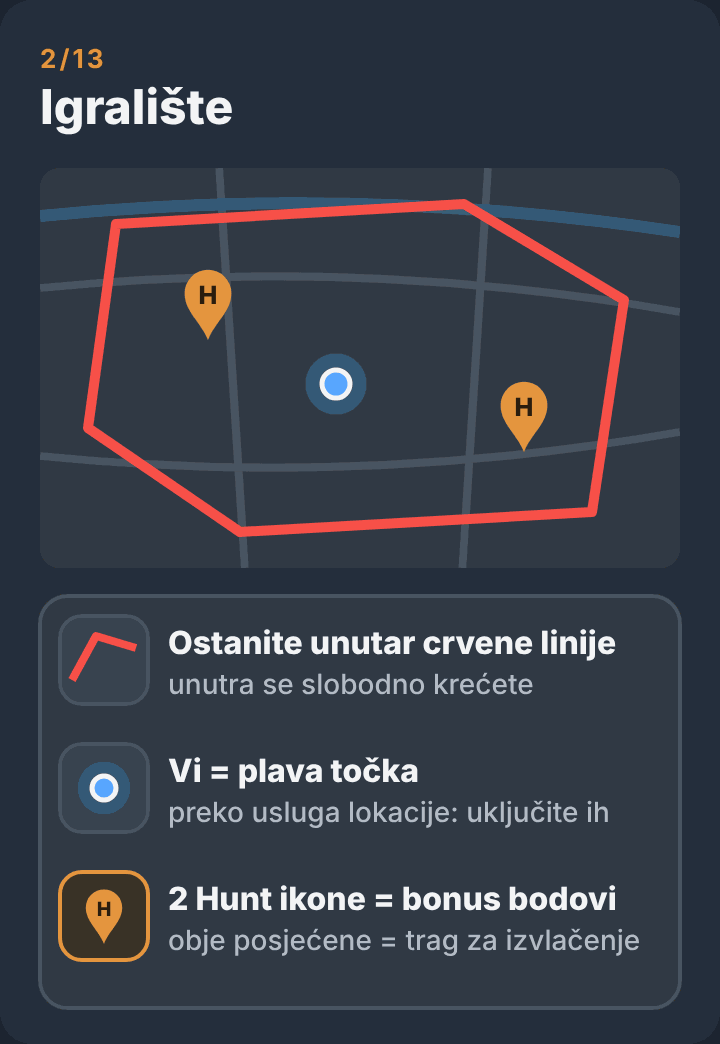 2/13
Igralište
H
H
Ostanite unutar crvene linije
unutra se slobodno krećete
Vi = plava točka
preko usluga lokacije: uključite ih
H
2 Hunt ikone = bonus bodovi
obje posjećene = trag za izvlačenje